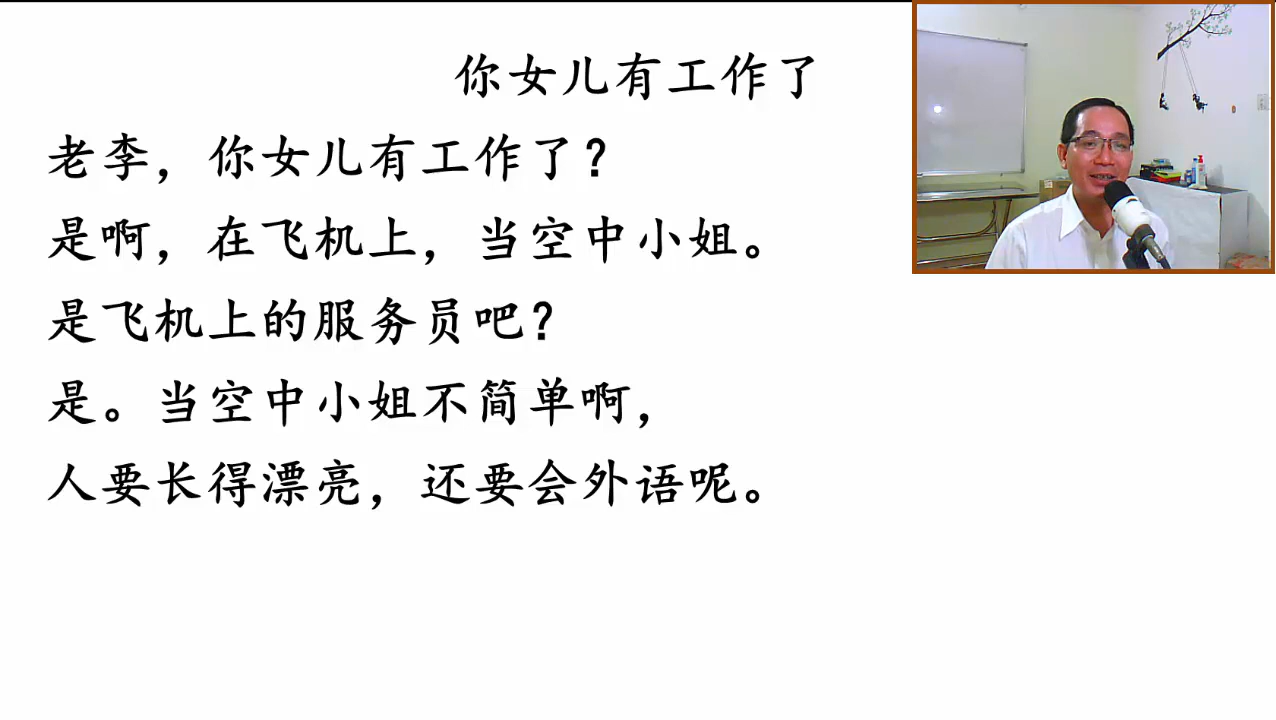 你女儿有工作了
老李，你女儿有工作了？
是啊，在飞机上，当空中小姐。
是飞机上的服务员吧？
是。当空中小姐不简单啊，
人要长得漂亮，还要会外语呢。